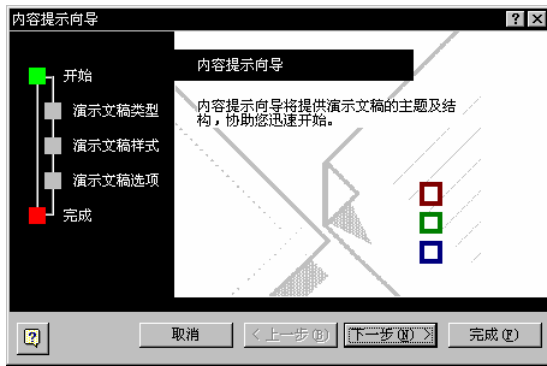 内容提示向导
开始
演示文稿类型
演示文稿样式
演示文稿选项
完成
内容提示向导
内容提示向导将提供演示文稿的主题及结
构，协助您迅速开始。
取消 <上一步(B) 下一步(N)> 完成(F)